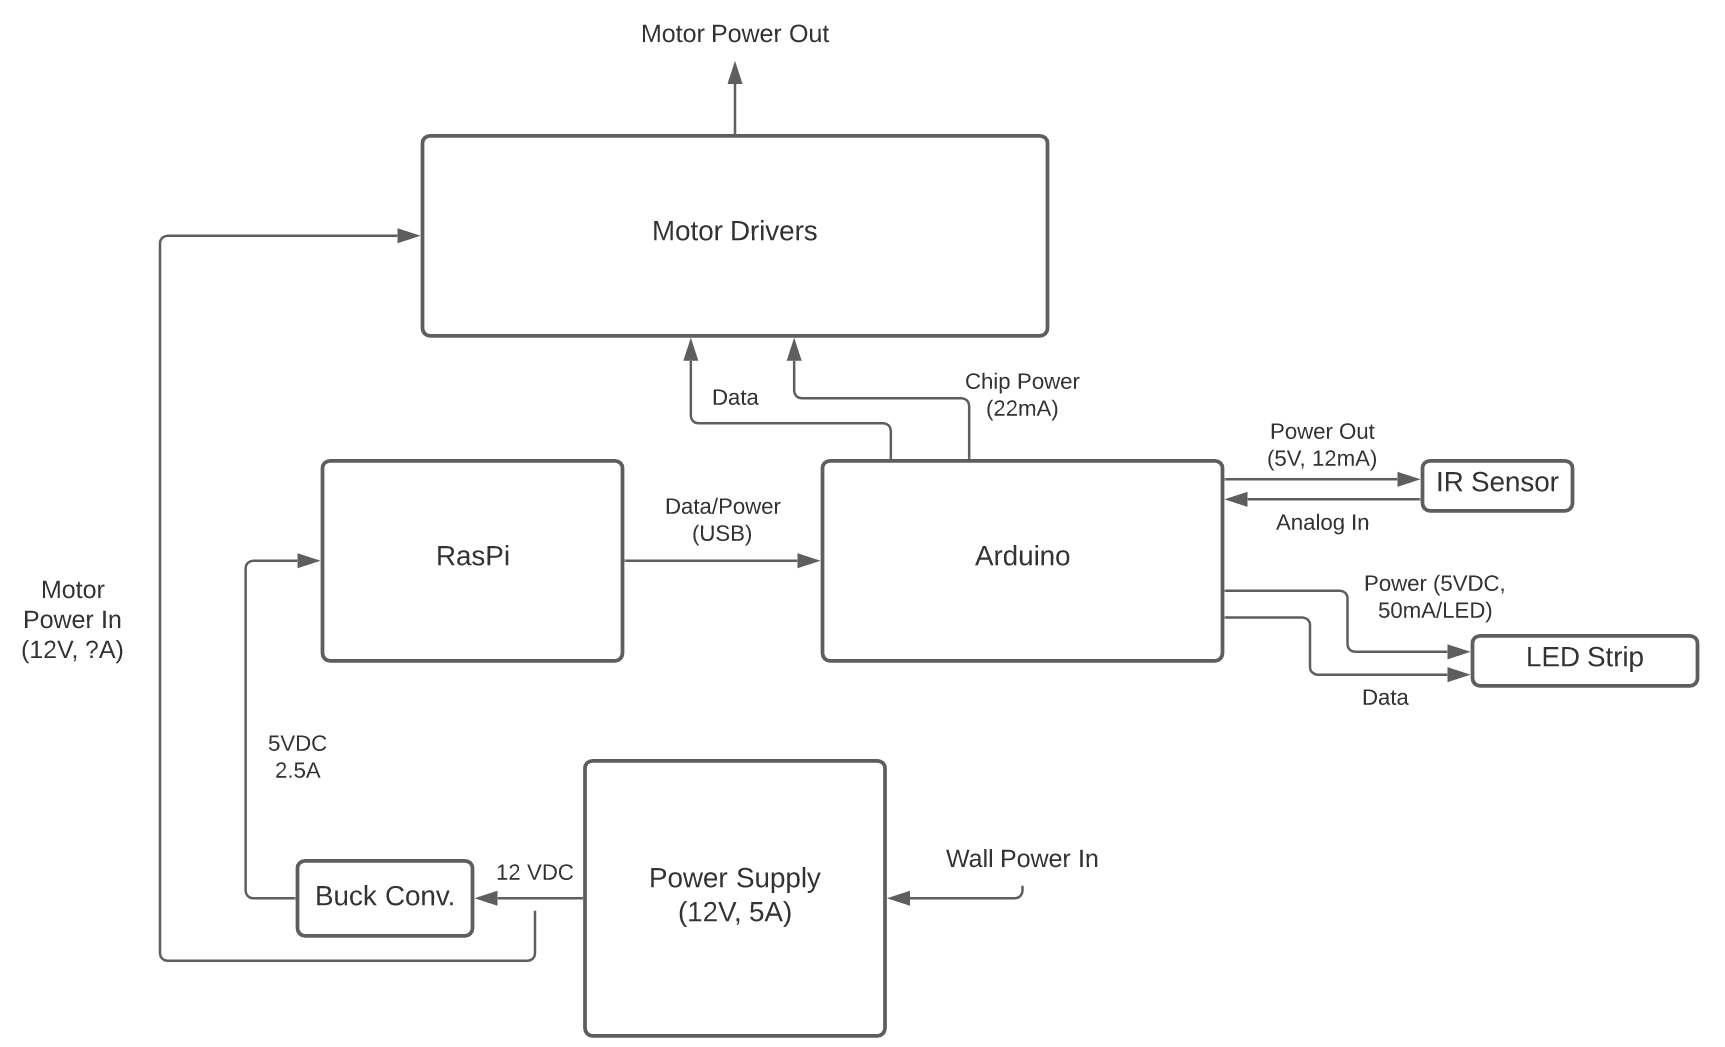 Motor Power Out
Motor Drivers
Data
Chip Power
(22mA)
Power Out
(5V, 12mA)
IR Sensor
Analog In
Data/Power
(USB)
RasPi
Arduino
Motor
Power In
(12V, ?A)
Power (5VDC,
50mA/LED)
LED Strip
Data
5VDC
2.5A
Buck Conv.
12 VDC
Power Supply
(12V, 5A)
Wall Power In